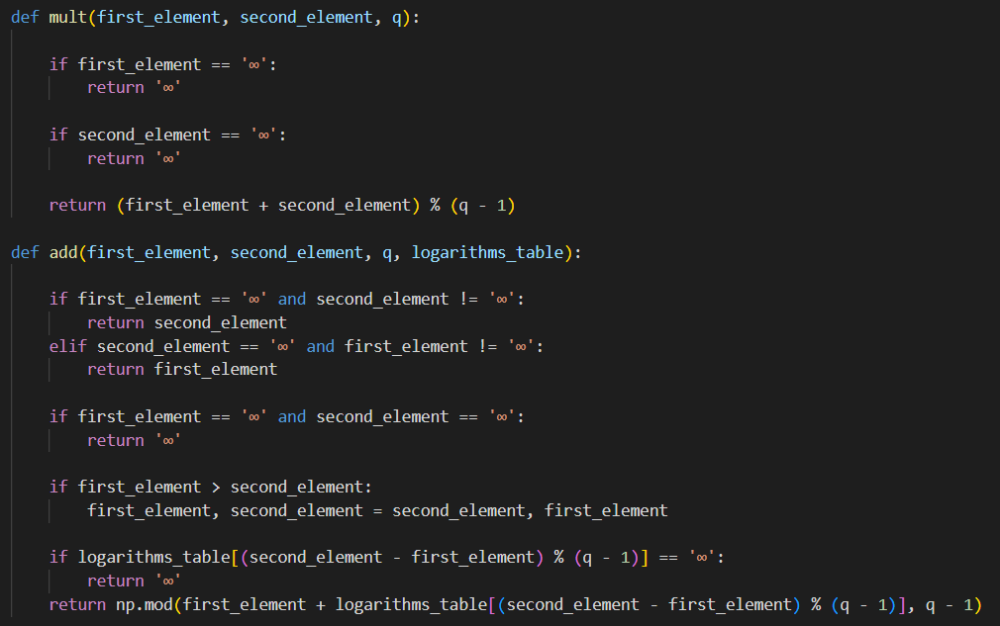 def mult(first_element, second_element, q):
if first_element == '∞':
return '∞'
if second_element == '∞':
return '∞'
return (first_element + second_element) % (q - 1)
def add(first_element, second_element, q, logarithms_table):
if first_element == '∞' and second_element != '∞':
return second_element
elif second_element == '∞' and first_element != '∞':
return first_element
if first_element == '∞' and second_element == '∞':
return '∞'
if first_element > second_element:
first_element, second_element = second_element, first_element
if logarithms_table[(second_element - first_element) % (q - 1)] == '∞':
return '∞'
return np.mod(first_element + logarithms_table[(second_element - first_element) % (q - 1)], q - 1)